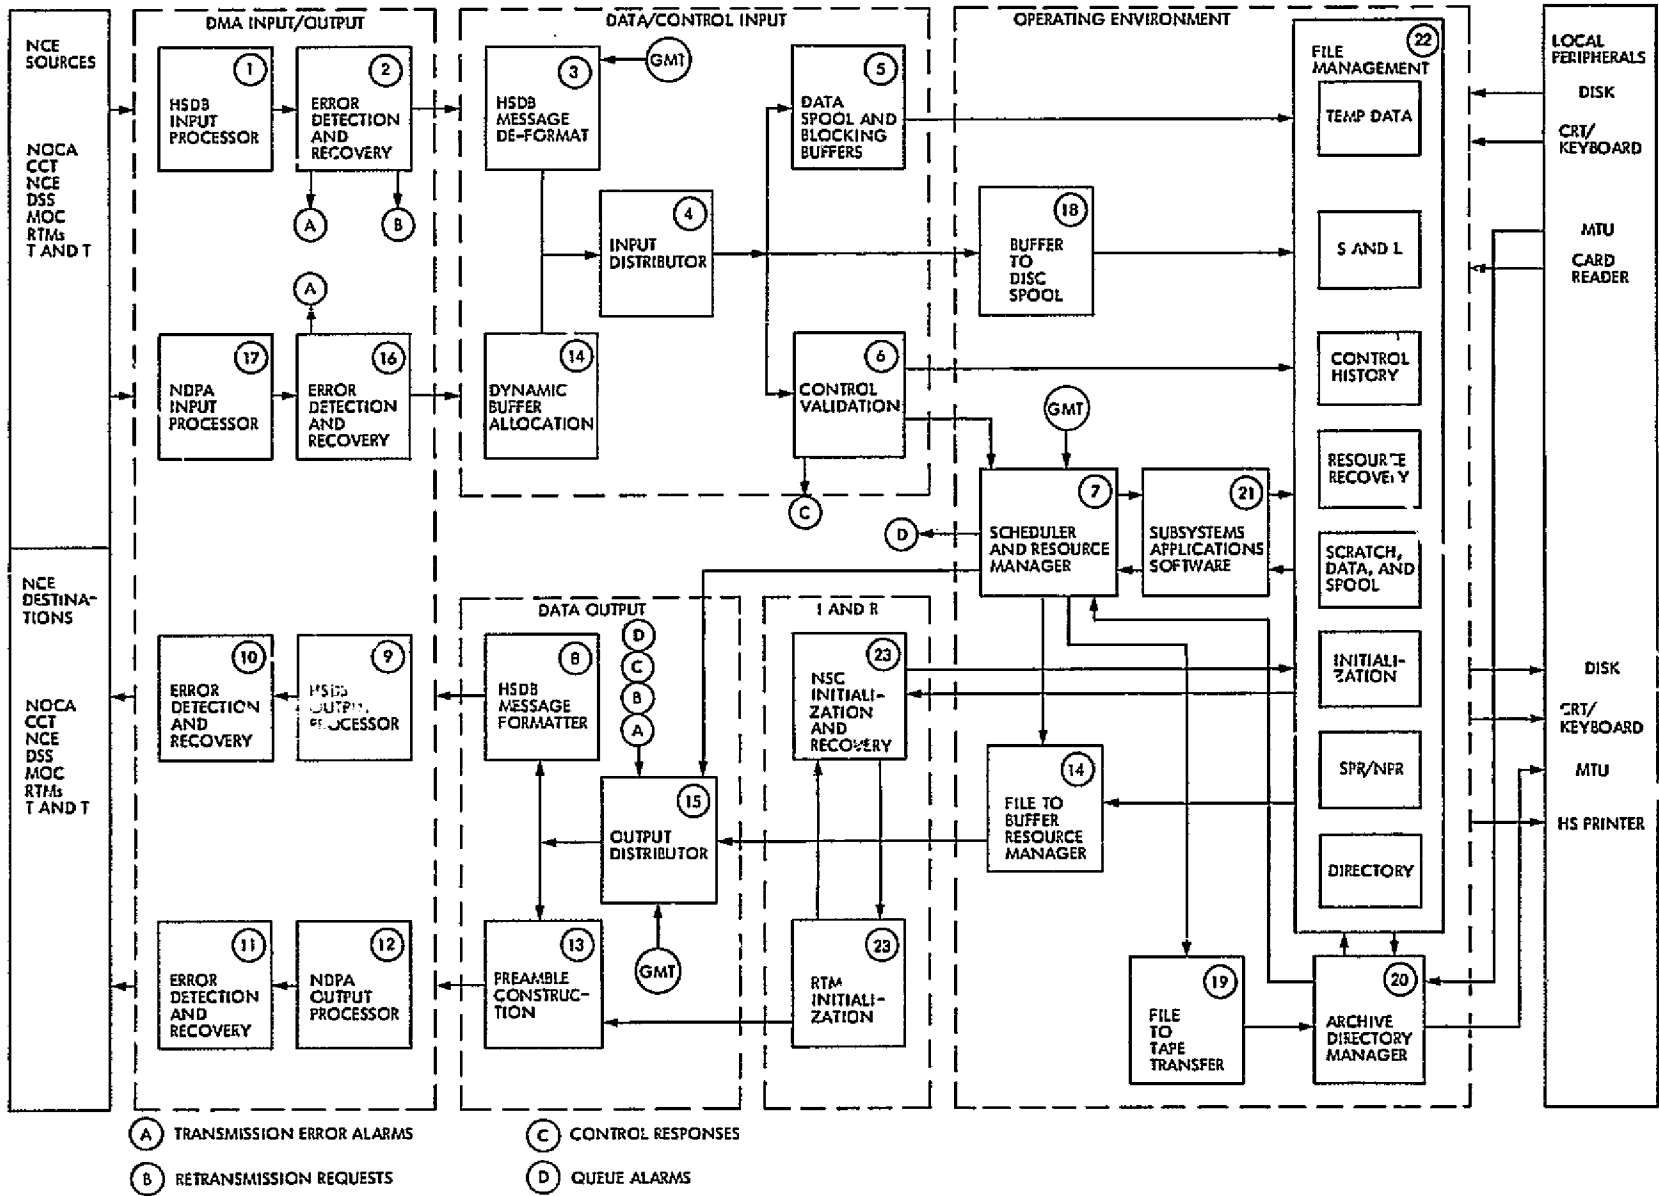 DMA INPUT/OUTPUT
DATA/CONTROL INPUT
OPERATING ENVIRONMENT
NCE
SOURCES
NOCA
CCT
NCE
DSS
MOC
RTMs
T AND T
1
HSDB
INPUT
PROCESSOR
2
ERROR
DETECTION
AND
RECOVERY
A
B
17
NDPA
INPUT
PROCESSOR
A
16
ERROR
DETECTION
AND
RECOVERY
3
HSDB
MESSAGE
DE-FORMAT
GMT
4
INPUT
DISTRIBUTOR
14
DYNAMIC
BUFFER
ALLOCATION
5
DATA
SPOOL AND
BLOCKING
BUFFERS
6
CONTROL
VALIDATION
C
18
BUFFER
TO
DISC
SPOOL
GMT
7
SCHEDULER
AND RESOURCE
MANAGER
D
21
SUBSYSTEMS
APPLICATIONS
SOFTWARE
22
FILE
MANAGEMENT
TEMP DATA
S AND L
CONTROL
HISTORY
RESOURCE
RECOVERY
SCRATCH,
DATA, AND
SPOOL
INITIALI-
ZATION
SPR/NPR
DIRECTORY
LOCAL
PERIPHERALS
DISK
CRT/
KEYBOARD
MTU
CARD
READER
DISK
CRT/
KEYBOARD
MTU
HS PRINTER
NCE
DESTINA-
TIONS
NOCA
CCT
NCE
DSS
MOC
RTMs
T AND T
10
ERROR
DETECTION
AND
RECOVERY
9
HSDB
OUTPUT
PROCESSOR
11
ERROR
DETECTION
AND
RECOVERY
12
NDPA
OUTPUT
PROCESSOR
DATA OUTPUT
8
HSDB
MESSAGE
FORMATTER
D
C
B
A
15
OUTPUT
DISTRIBUTOR
GMT
13
PREAMBLE
CONSTRUC-
TION
I AND R
23
NSC
INITIALI-
ZATION
AND
RECOVERY
23
RTM
INITIALI-
ZATION
14
FILE TO
BUFFER
RESOURCE
MANAGER
19
FILE
TO
TAPE
TRANSFER
20
ARCHIVE
DIRECTORY
MANAGER
A TRANSMISSION ERROR ALARMS
B RETRANSMISSION REQUESTS
C CONTROL RESPONSES
D QUEUE ALARMS